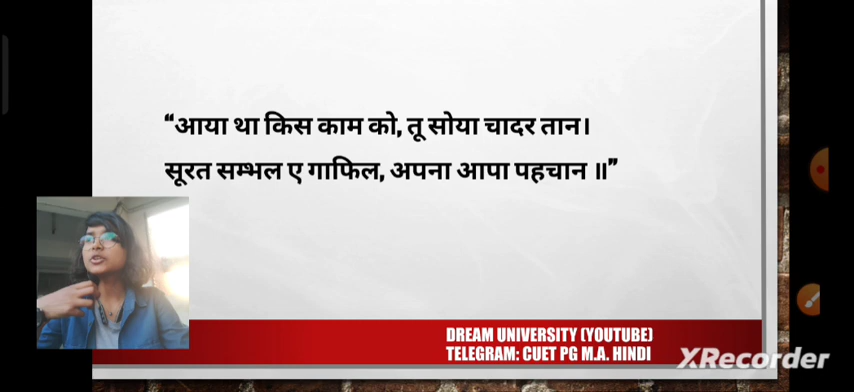 “आया था किस काम को, तू सोया चादर तान।
सूरत सम्भल ए गाफिल, अपना आपा पहचान ॥”
DREAM UNIVERSITY (YOUTUBE)
TELEGRAM: CUET PG M.A. HINDI
XRecorder